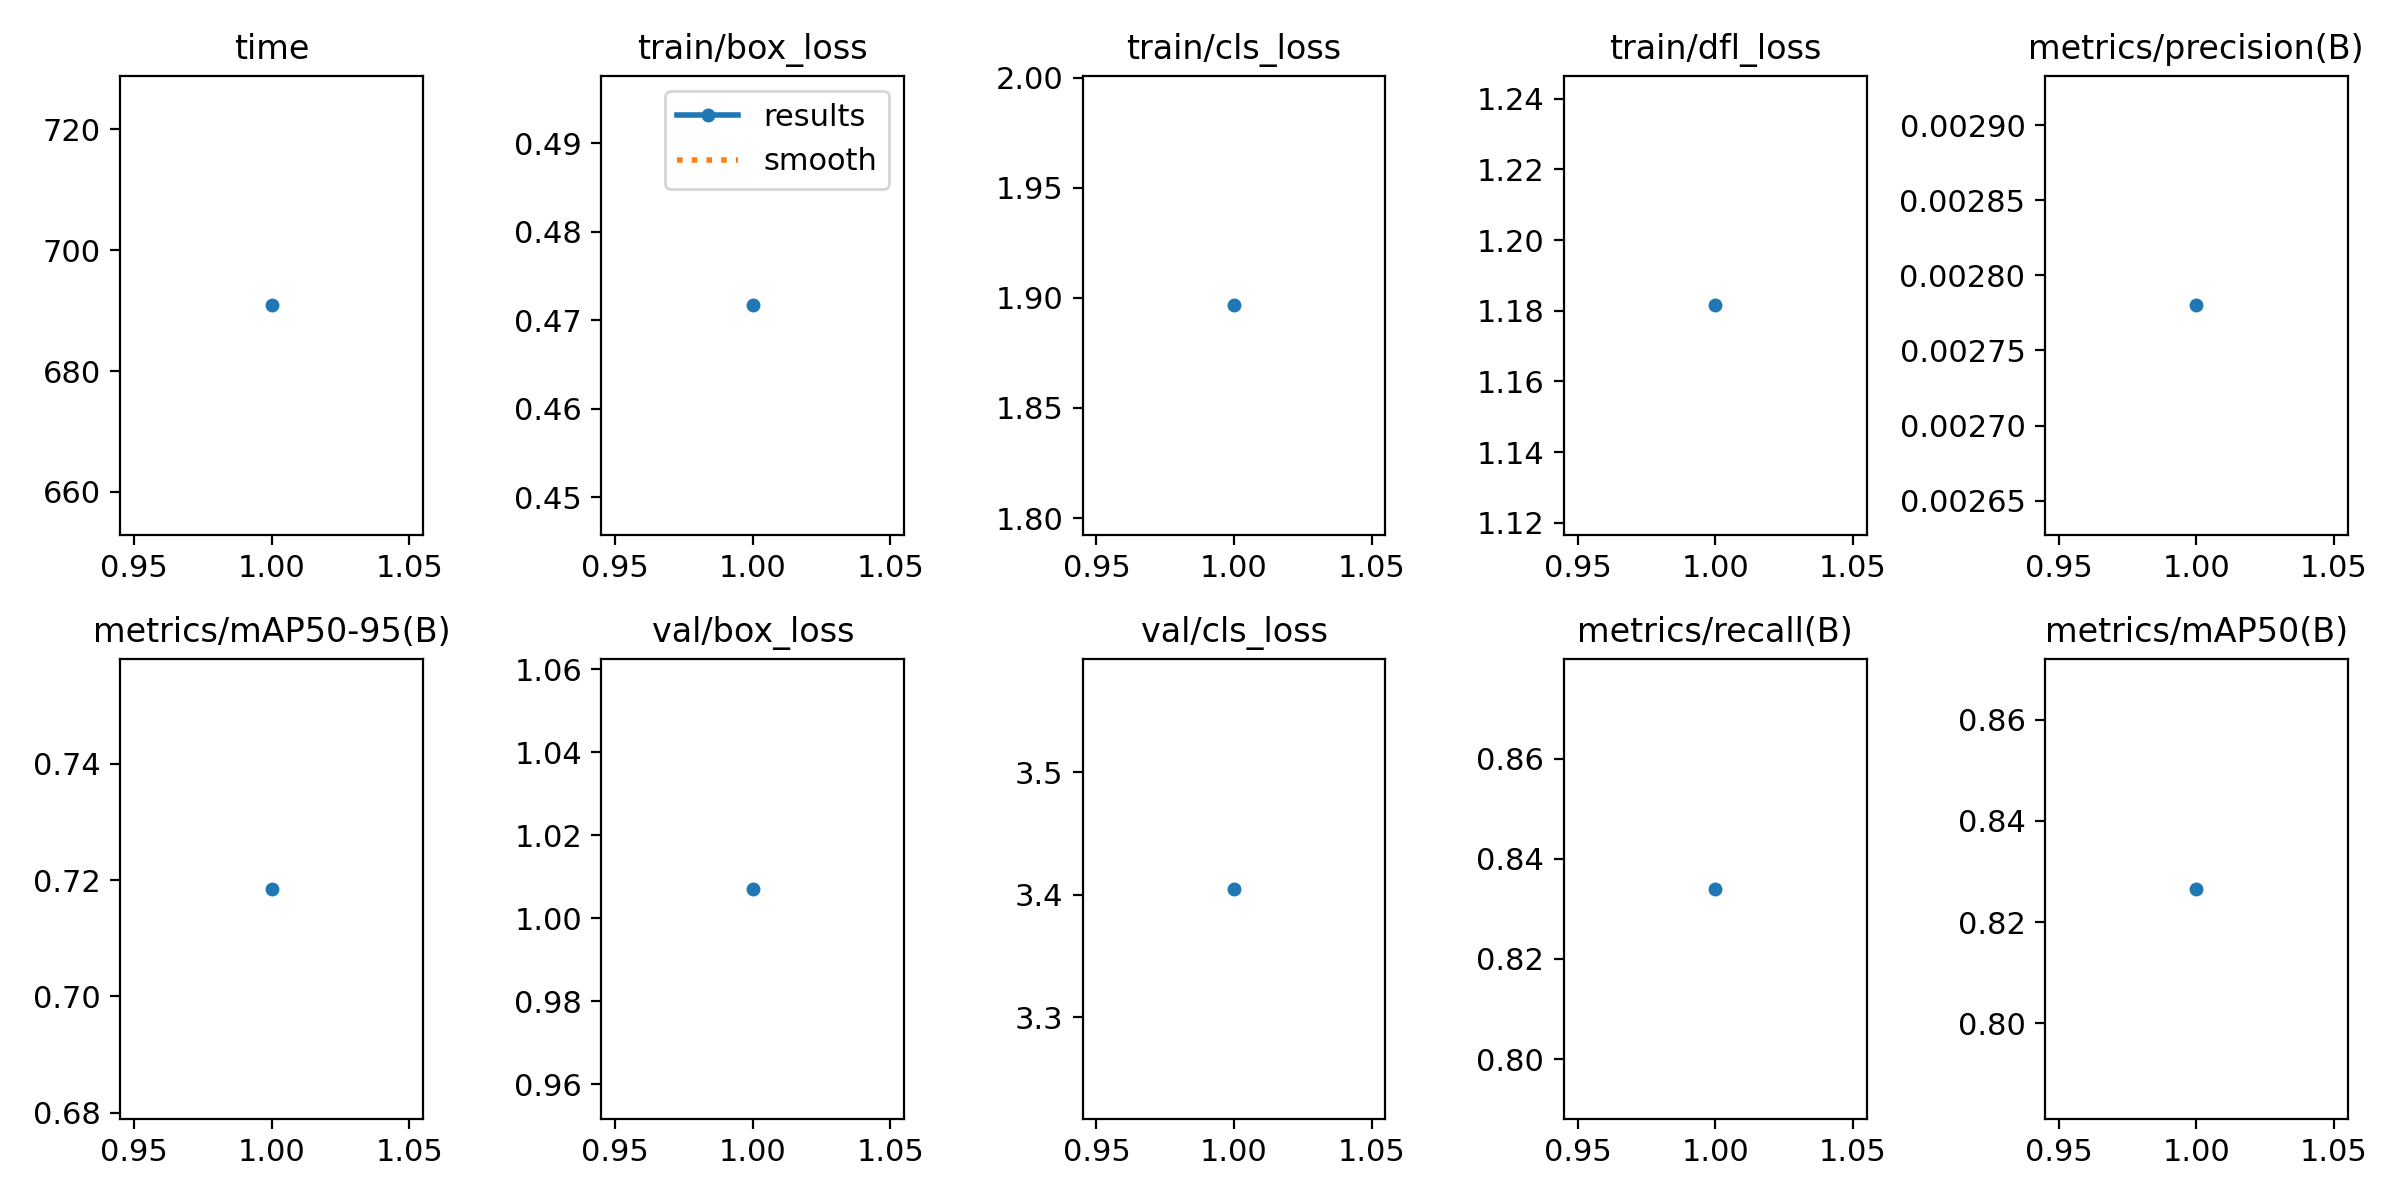 time
720
700
680
660
0.95 1.00 1.05
train/box_loss
results
smooth
0.49
0.48
0.47
0.46
0.45
0.95 1.00 1.05
train/cls_loss
2.00
1.95
1.90
1.85
1.80
0.95 1.00 1.05
train/dfl_loss
1.24
1.22
1.20
1.18
1.16
1.14
1.12
0.95 1.00 1.05
metrics/precision(B)
0.00290
0.00285
0.00280
0.00275
0.00270
0.00265
0.95 1.00 1.05
metrics/mAP50-95(B)
0.74
0.72
0.70
0.68
0.95 1.00 1.05
val/box_loss
1.06
1.04
1.02
1.00
0.98
0.96
0.95 1.00 1.05
val/cls_loss
3.5
3.4
3.3
0.95 1.00 1.05
metrics/recall(B)
0.86
0.84
0.82
0.80
0.95 1.00 1.05
metrics/mAP50(B)
0.86
0.84
0.82
0.80
0.95 1.00 1.05